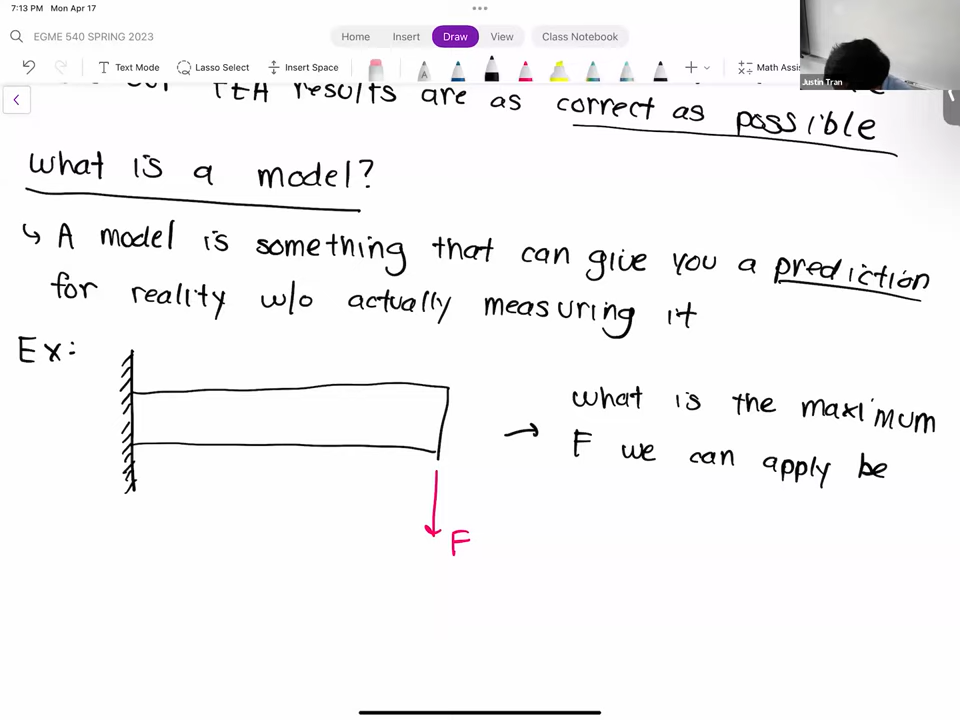 7:13 PM Mon Apr 17
EGME 540 SPRING 2023
Home Insert Draw View Class Notebook
Text Mode Lasso Select Insert Space Math Assis
Justin Tran
our FEA results are as correct as possible
what is a model?
↳ A model is something that can give you a prediction
for reality w/o actually measuring it
Ex:
what is the maximum
→ F we can apply be
F